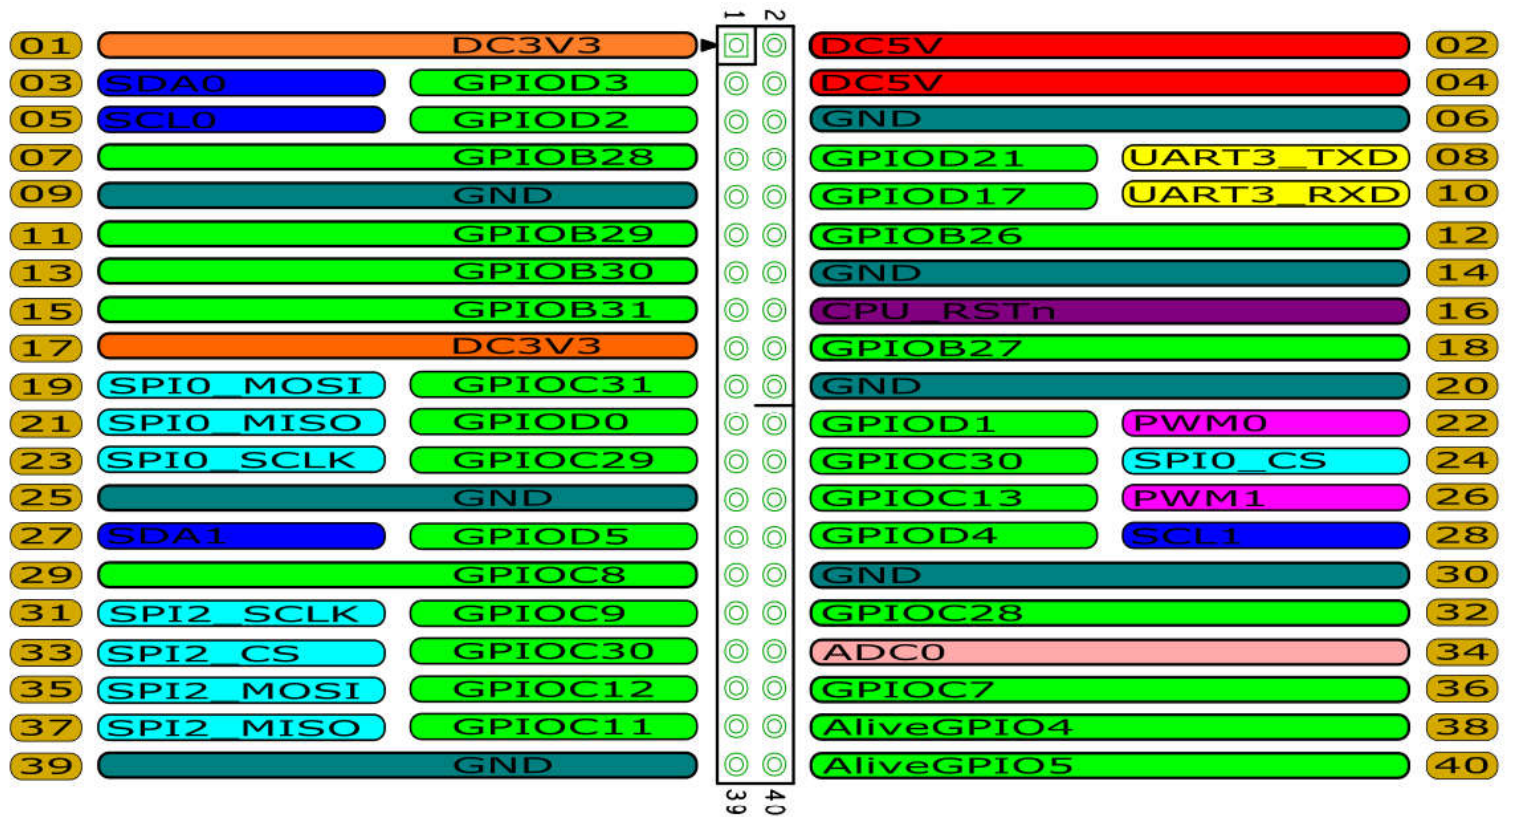 1 2
01 DC3V3 DC5V 02
03 SDA0 GPIOD3 DC5V 04
05 SCL0 GPIOD2 GND 06
07 GPIOB28 GPIOD21 UART3_TXD 08
09 GND GPIOD17 UART3_RXD 10
11 GPIOB29 GPIOB26 12
13 GPIOB30 GND 14
15 GPIOB31 CPU_RSTn 16
17 DC3V3 GPIOB27 18
19 SPI0_MOSI GPIOC31 GND 20
21 SPI0_MISO GPIOD0 GPIOD1 PWM0 22
23 SPI0_SCLK GPIOC29 GPIOC30 SPI0_CS 24
25 GND GPIOC13 PWM1 26
27 SDA1 GPIOD5 GPIOD4 SCL1 28
29 GPIOC8 GND 30
31 SPI2_SCLK GPIOC9 GPIOC28 32
33 SPI2_CS GPIOC30 ADC0 34
35 SPI2_MOSI GPIOC12 GPIOC7 36
37 SPI2_MISO GPIOC11 AliveGPIO4 38
39 GND AliveGPIO5 40
39 40